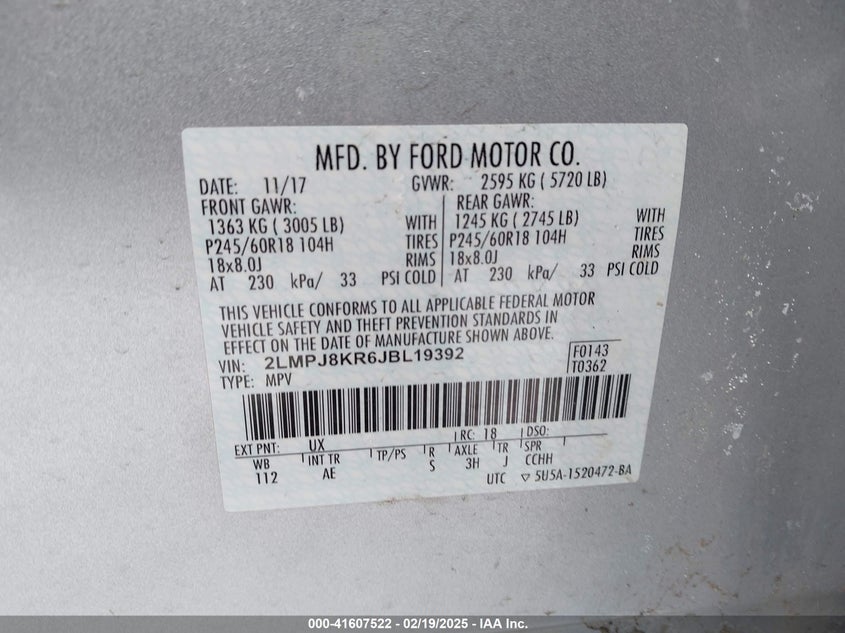 MFD. BY FORD MOTOR CO.
DATE: 11/17 GVWR: 2595 KG ( 5720 LB)
FRONT GAWR: REAR GAWR:
1363 KG ( 3005 LB) WITH 1245 KG ( 2745 LB) WITH
P245/60R18 104H TIRES P245/60R18 104H TIRES
18x8.0J RIMS 18x8.0J RIMS
AT 230 kPa/ 33 PSI COLD AT 230 kPa/ 33 PSI COLD
THIS VEHICLE CONFORMS TO ALL APPLICABLE FEDERAL MOTOR
VEHICLE SAFETY AND THEFT PREVENTION STANDARDS IN
EFFECT ON THE DATE OF MANUFACTURE SHOWN ABOVE.
VIN: 2LMPJ8KR6JBL19392 F0143
TYPE: MPV T0362
EXT PNT: UX RC: 18 DSO:
WB INT TR TP/PS R AXLE TR SPR
112 AE S 3H J CCHH
UTC ▽ 5U5A-1520472-BA
000-41607522 - 02/19/2025 - IAA Inc.